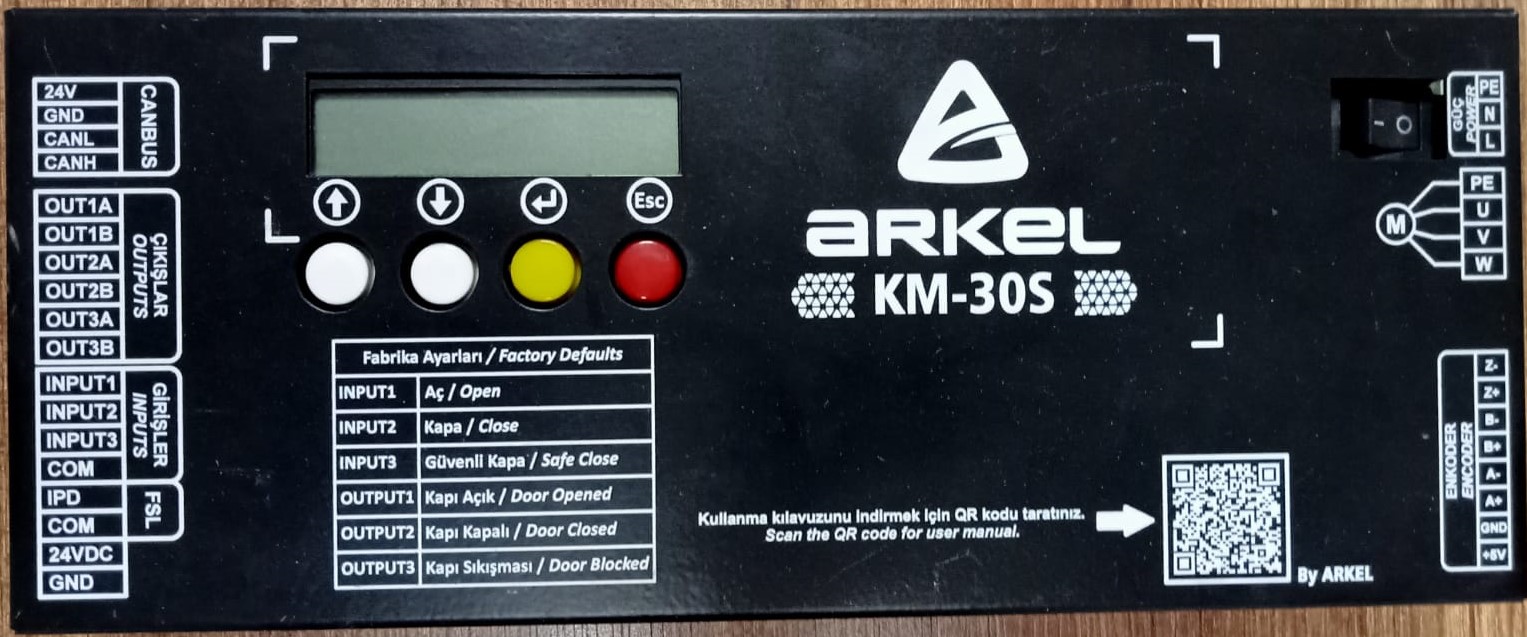 24V
GND
CANL
CANH
CANBUS
OUT1A
OUT1B
OUT2A
OUT2B
OUT3A
OUT3B
ÇIKIŞLAR
OUTPUTS
INPUT1
INPUT2
INPUT3
COM
GİRİŞLER
INPUTS
IPD
COM
FSL
24VDC
GND
Esc
Fabrika Ayarları / Factory Defaults
INPUT1 Aç / Open
INPUT2 Kapa / Close
INPUT3 Güvenli Kapa / Safe Close
OUTPUT1 Kapı Açık / Door Opened
OUTPUT2 Kapı Kapalı / Door Closed
OUTPUT3 Kapı Sıkışması / Door Blocked
ARKEL
KM-30S
Kullanma kılavuzunu indirmek için QR kodu taratınız.
Scan the QR code for user manual.
By ARKEL
GÜÇ
POWER
PE
N
L
M
PE
U
V
W
ENKODER
ENCODER
Z-
Z+
B-
B+
A-
A+
GND
+5V